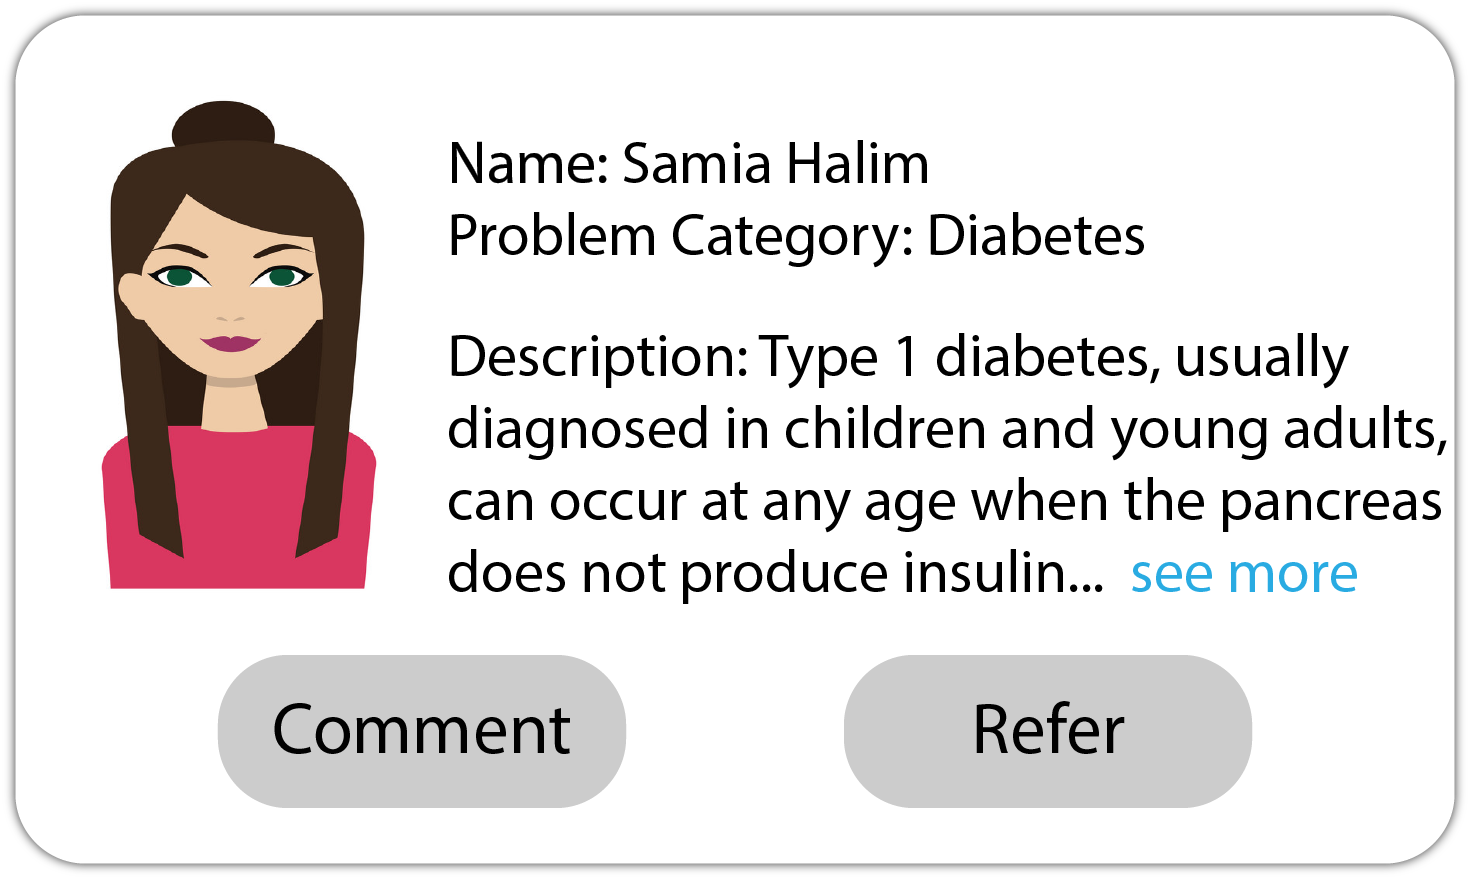 Name: Samia Halim
Problem Category: Diabetes
Description: Type 1 diabetes, usually
diagnosed in children and young adults,
can occur at any age when the pancreas
does not produce insulin... see more
Comment
Refer